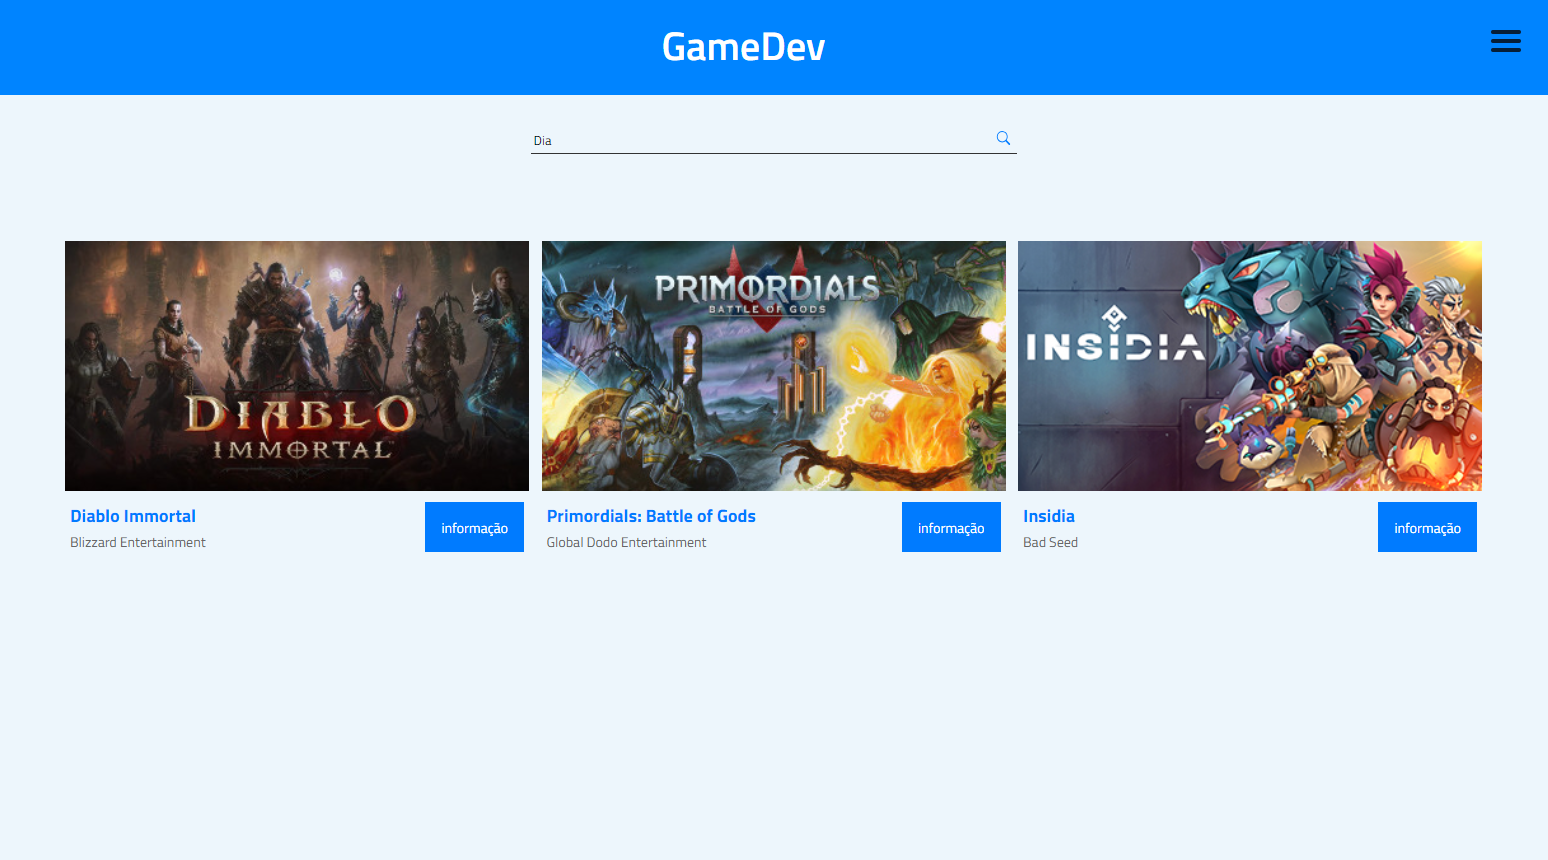 GameDev
Dia
PRIMORDIALS
BATTLE OF GODS
INSIDIA
DIABLO
IMMORTAL
Diablo Immortal
informação
Blizzard Entertainment
Primordials: Battle of Gods
informação
Global Dodo Entertainment
Insidia
informação
Bad Seed